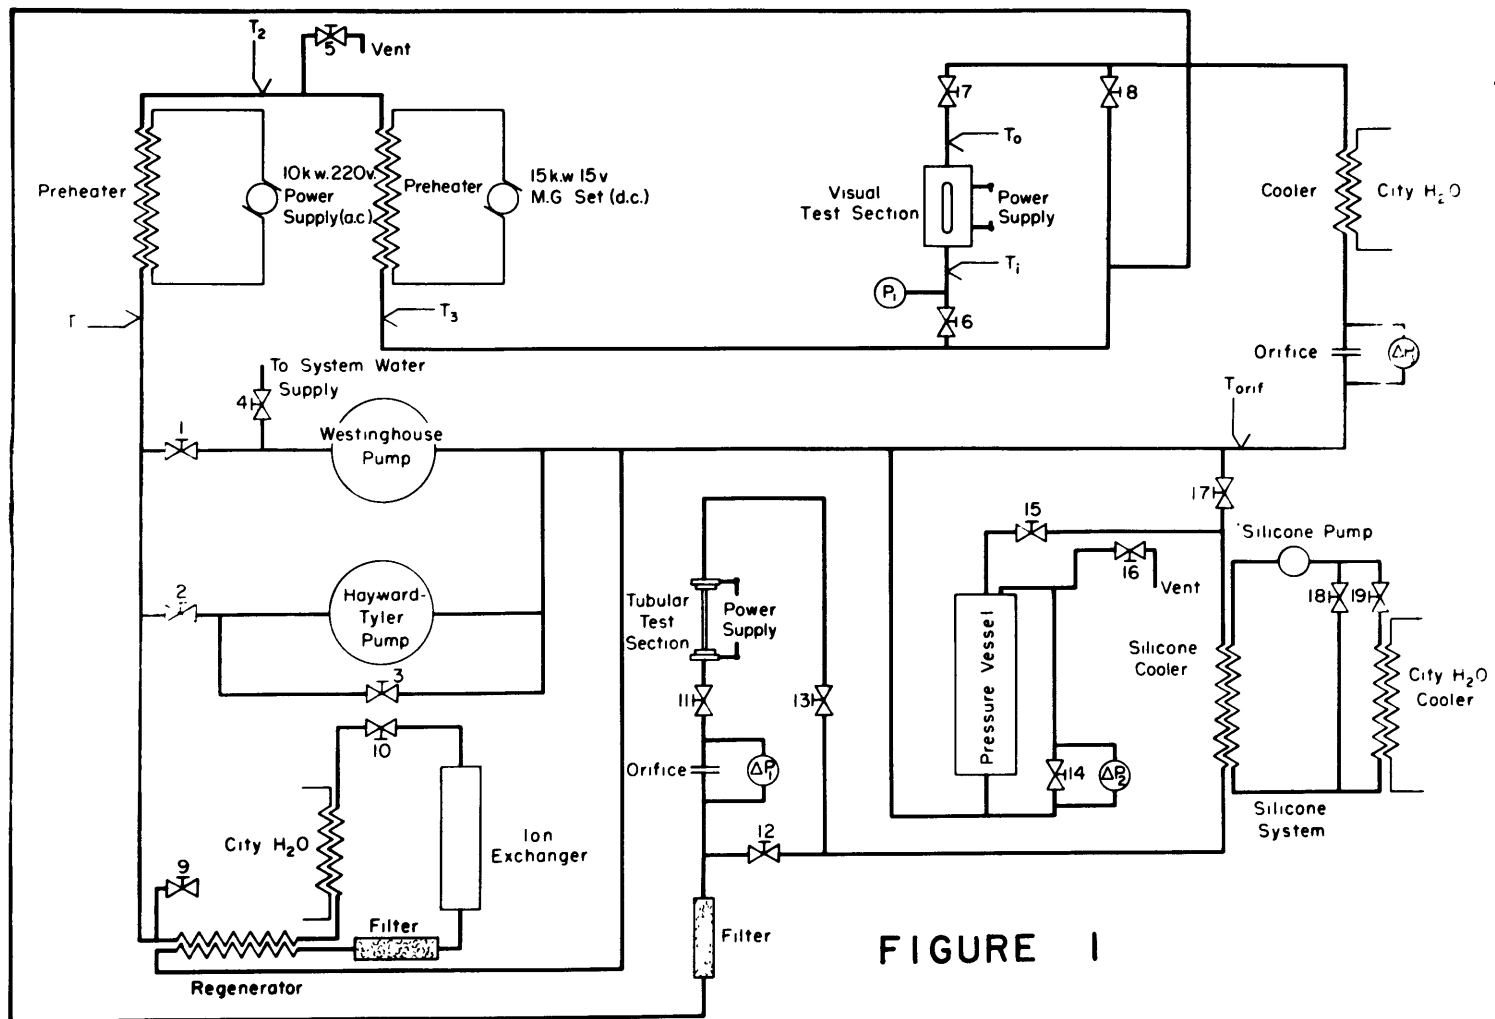 T2
5
Vent
Preheater
10kw. 220v.
Power
Supply(a.c)
Preheater
15k.w 15v
M.G Set (d.c.)
7
8
To
Visual
Test Section
Power
Supply
Ti
P1
6
Cooler
City H2O
T
T3
Orifice
To System Water
Supply
4
Torif
1
Westinghouse
Pump
17
15
16
Vent
Silicone Pump
18
19
2
Hayward-
Tyler
Pump
3
Tubular
Test
Section
Power
Supply
Pressure Vessel
Silicone
Cooler
City H2O
Cooler
11
13
10
Orifice
ΔP1
14
ΔP2
Silicone
System
City H2O
Ion
Exchanger
12
9
Filter
Filter
Regenerator
FIGURE 1